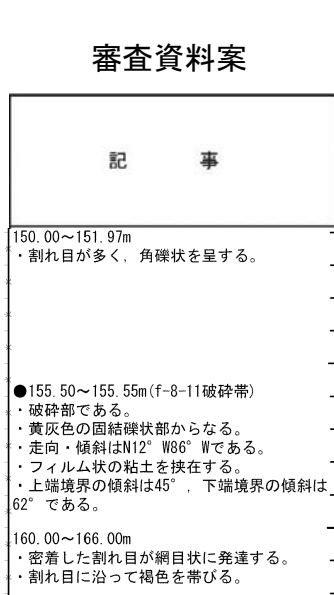 審査資料案
記 事
150.00～151.97m
・割れ目が多く，角礫状を呈する。
●155.50～155.55m(f-8-11破砕帯)
・破砕部である。
・黄灰色の固結礫状部からなる。
・走向・傾斜はN12°W86°Wである。
・フィルム状の粘土を挟在する。
・上端境界の傾斜は45°，下端境界の傾斜は
62°である。
160.00～166.00m
・密着した割れ目が網目状に発達する。
・割れ目に沿って褐色を帯びる。